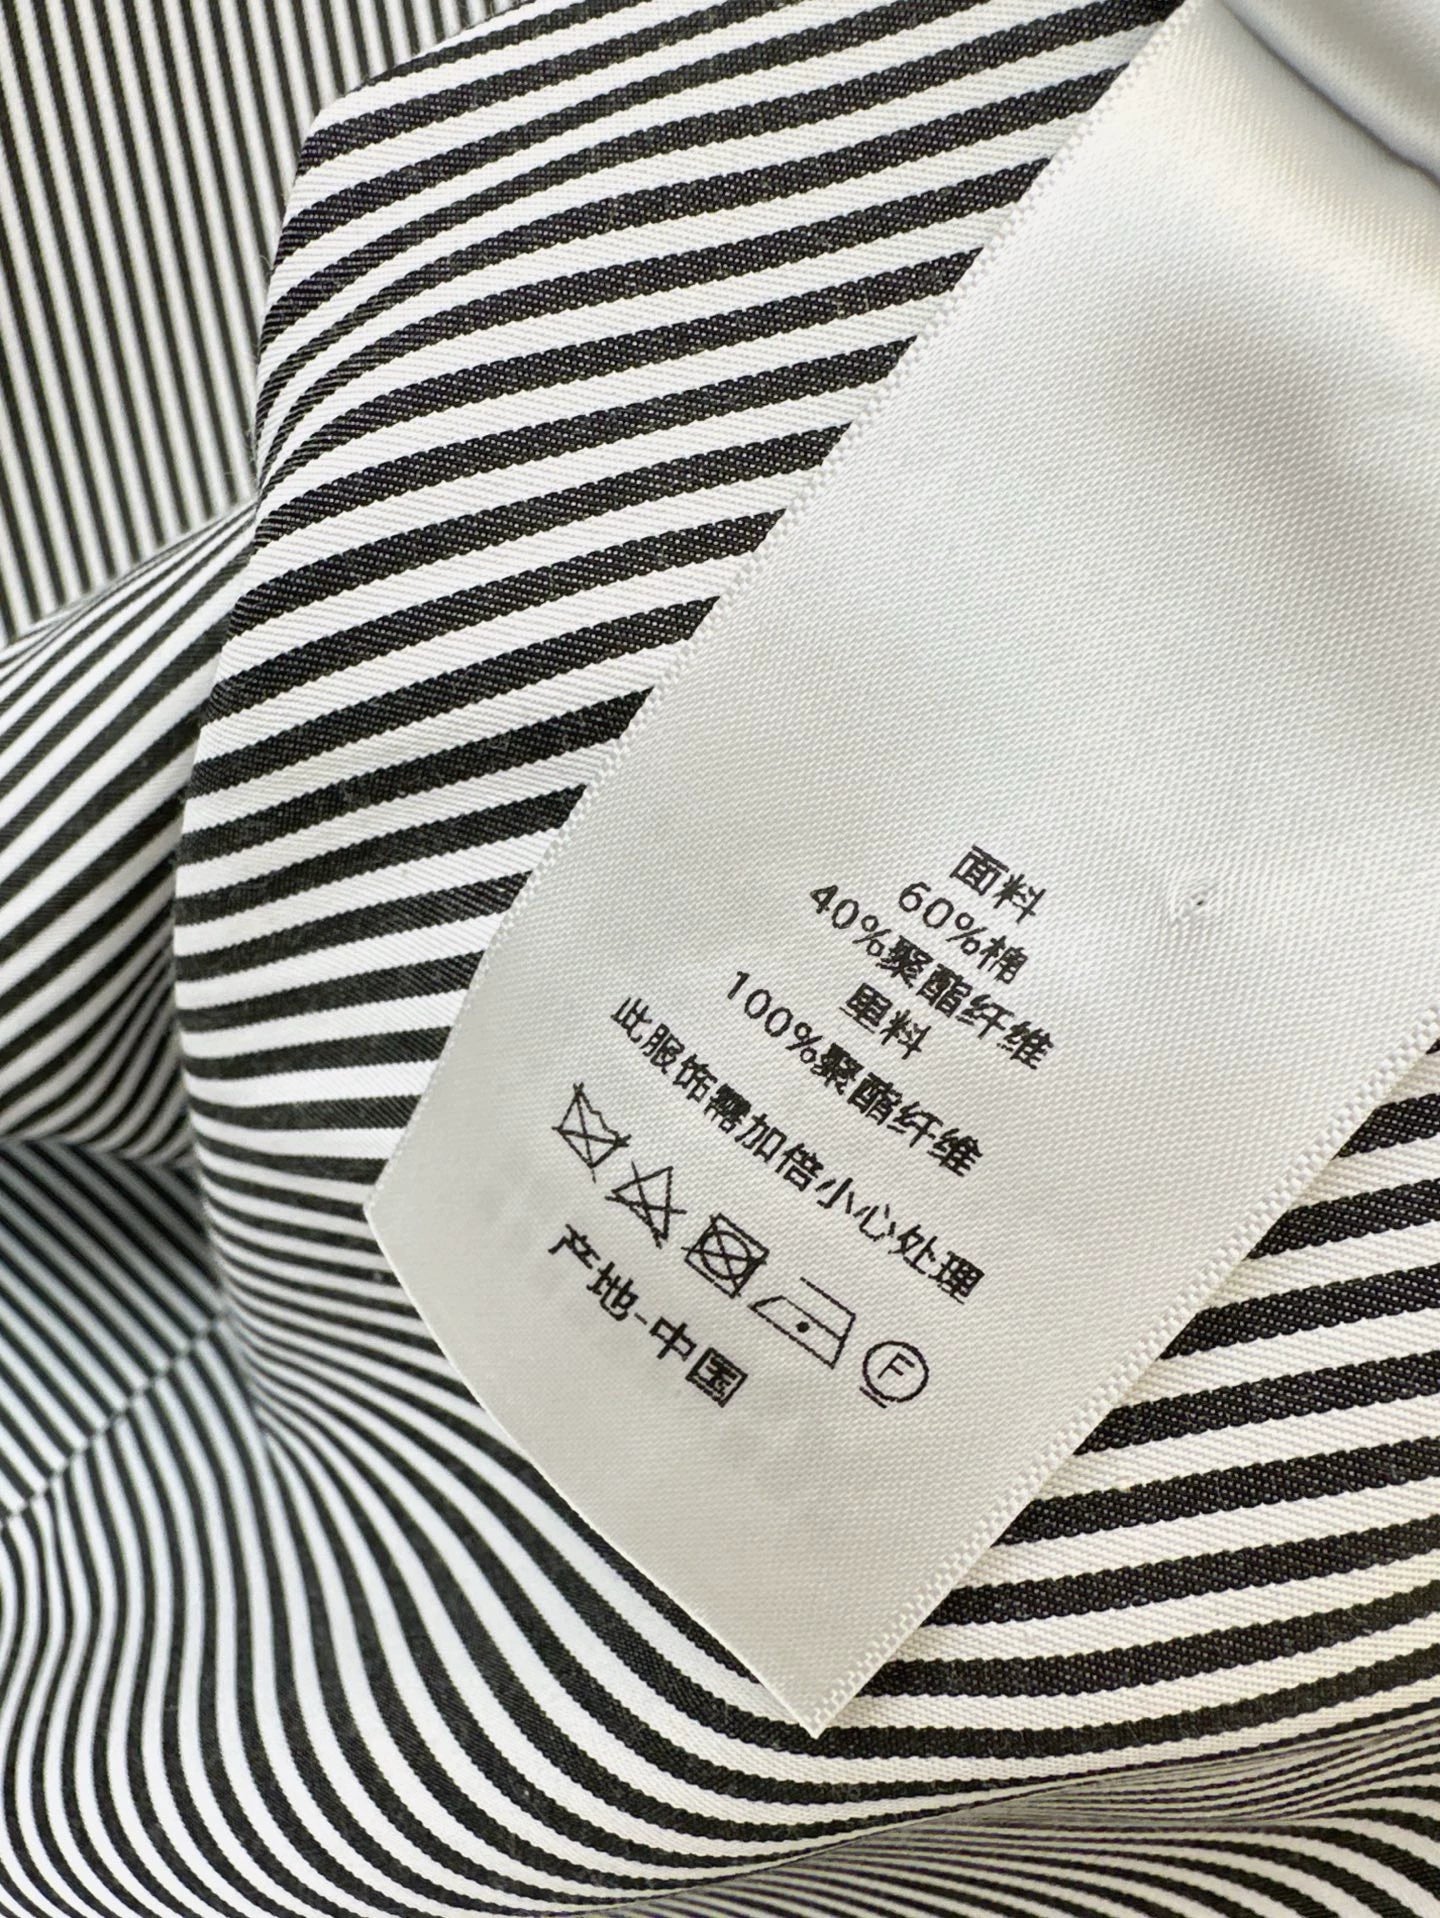 面料
60%棉
40%聚酯纤维
里料
100%聚酯纤维
此服饰需加倍小心处理
F
产地-中国